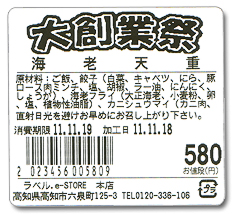 大創業祭
海老天重
原材料：ご飯、餃子（白菜、キャベツ、にら、豚
ロース肉ミンチ、塩、胡椒、ラー油、にんにく、
しょうが）、海老フライ（大正海老、小麦粉、卵
、塩、植物性油脂）、カニシュウマイ（カニ肉、
直射日光を避けお早めにお召し上がり下さい。
消費期限 11.11.19 加工日 11.11.18
580
お値段(円)
2 023456 005809
ラベル.e-STORE 本店
高知県高知市六泉寺125-3 TEL0120-336-106